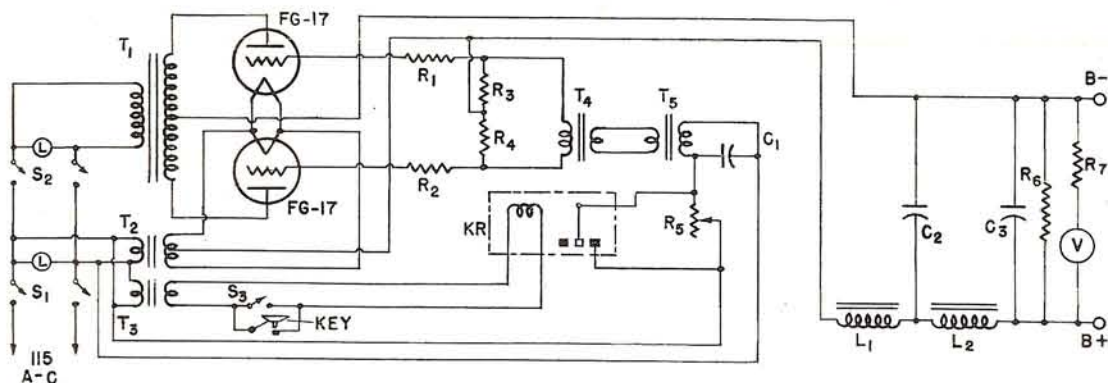 FG-17
T1
R1
R3
T4
T5
C1
B-
L
S2
R4
R2
FG-17
KR
R5
R6
R7
C2
C3
V
T2
L
S1
S3
T3
KEY
L1
L2
B+
115
A-C